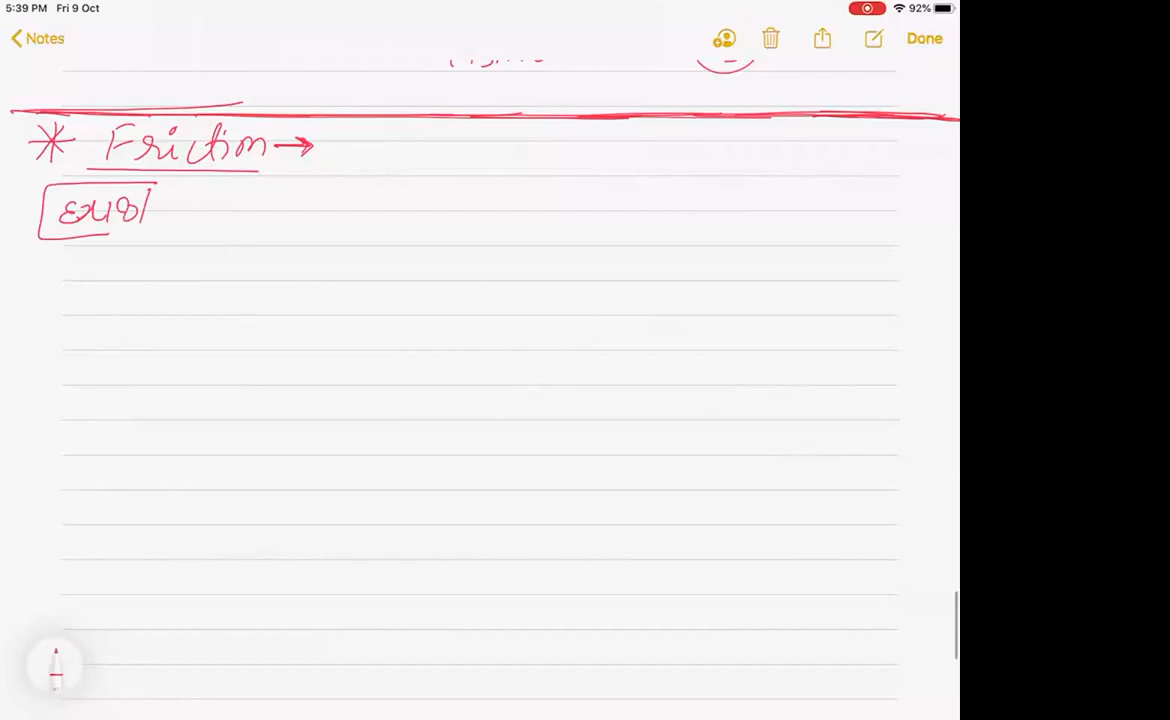 5:39 PM Fri 9 Oct
92%
Notes
Done
* Friction →